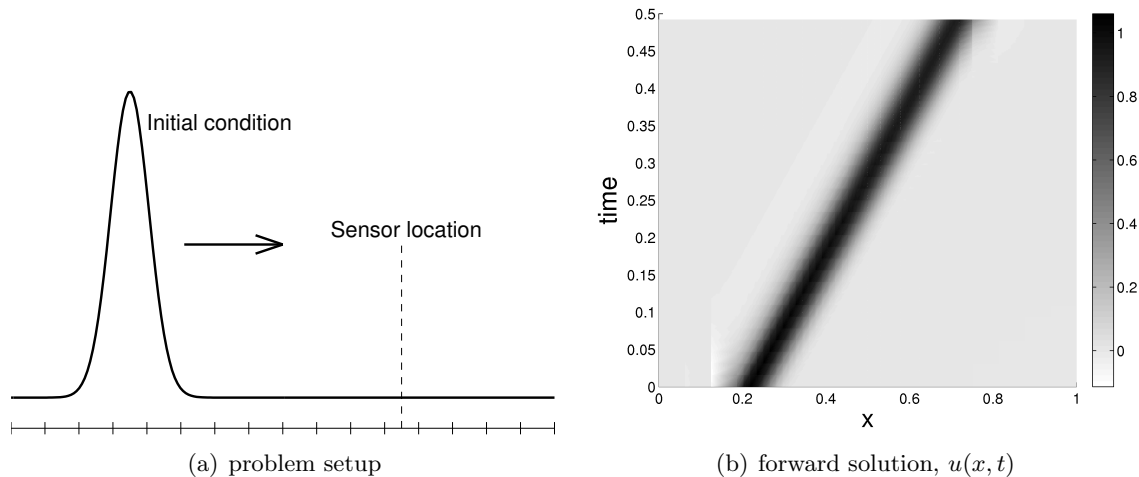 Initial condition
Sensor location
(a) problem setup
0.5
0.45
0.4
0.35
0.3
0.25
0.2
0.15
0.1
0.05
0
time
0 0.2 0.4 0.6 0.8 1
x
1
0.8
0.6
0.4
0.2
0
(b) forward solution, u(x, t)